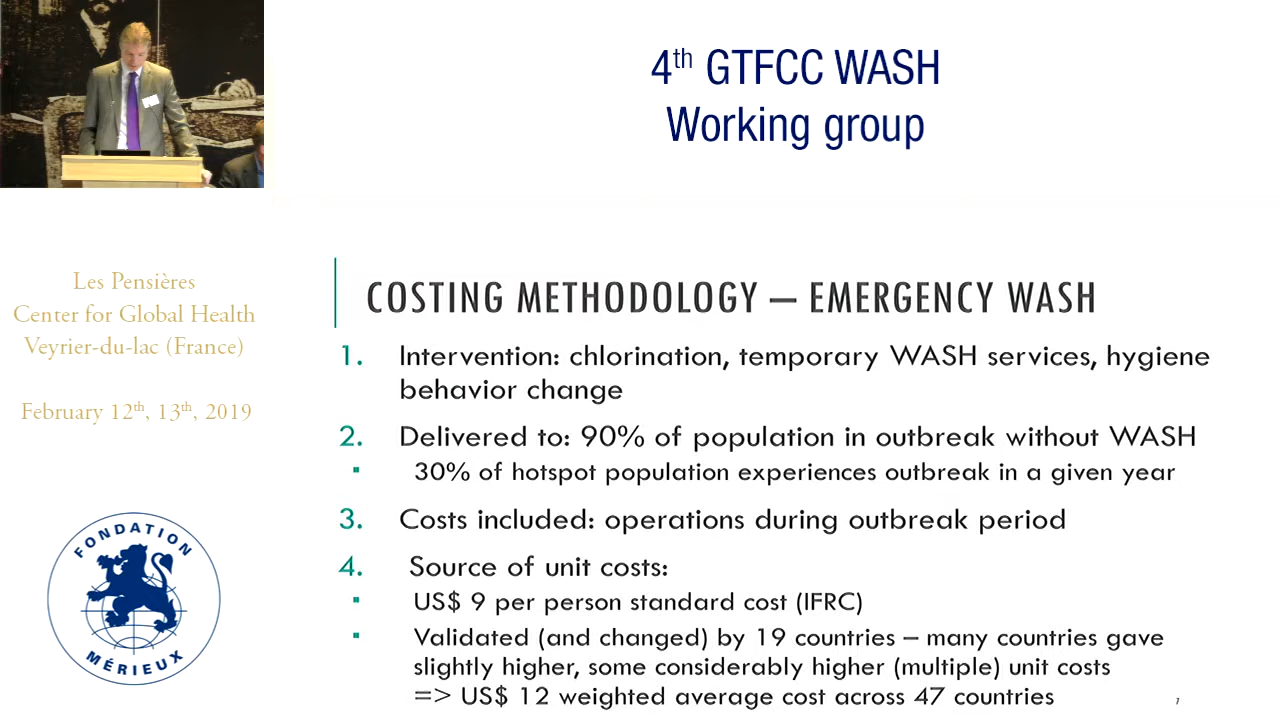 4th GTFCC WASH
Working group
Les Pensières
Center for Global Health
Veyrier-du-lac (France)
February 12th, 13th, 2019
FONDATION
MÉRIEUX
COSTING METHODOLOGY – EMERGENCY WASH
1. Intervention: chlorination, temporary WASH services, hygiene
behavior change
2. Delivered to: 90% of population in outbreak without WASH
▪ 30% of hotspot population experiences outbreak in a given year
3. Costs included: operations during outbreak period
4. Source of unit costs:
▪ US$ 9 per person standard cost (IFRC)
▪ Validated (and changed) by 19 countries – many countries gave
slightly higher, some considerably higher (multiple) unit costs
=> US$ 12 weighted average cost across 47 countries